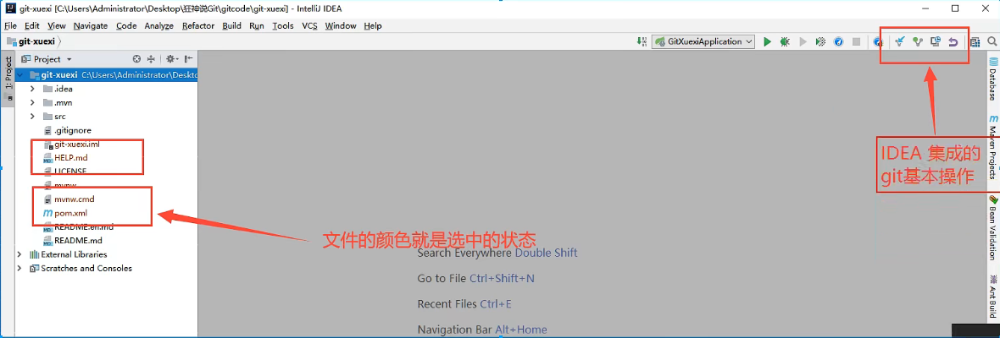 git-xuexi [C:\Users\Administrator\Desktop\狂神说Git\gitcode\git-xuexi] - IntelliJ IDEA
File Edit View Navigate Code Analyze Refactor Build Run Tools VCS Window Help
git-xuexi
GitXuexiApplication
1: Project
Project
git-xuexi C:\Users\Administrator\Deskto
.idea
.mvn
src
.gitignore
git-xuexi.iml
HELP.md
LICENSE
mvnw
mvnw.cmd
pom.xml
README.en.md
README.md
External Libraries
Scratches and Consoles
文件的颜色就是选中的状态
Search Everywhere Double Shift
Go to File Ctrl+Shift+N
Recent Files Ctrl+E
Navigation Bar Alt+Home
IDEA 集成的
git基本操作
Database
Maven Projects
Bean Validation
Ant Build